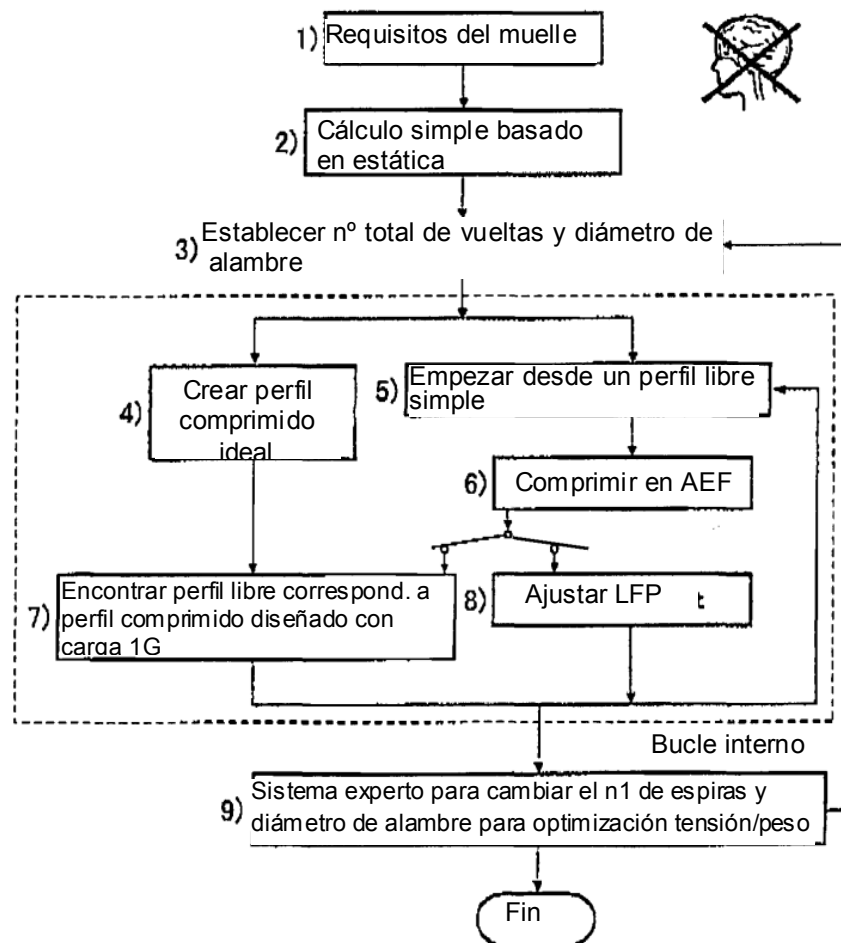 1) Requisitos del muelle
2) Cálculo simple basado
en estática
3) Establecer nº total de vueltas y diámetro de
alambre
4) Crear perfil
comprimido
ideal
5) Empezar desde un perfil libre
simple
6) Comprimir en AEF
7) Encontrar perfil libre correspond. a
perfil comprimido diseñado con
carga 1G
8) Ajustar LFP t
Bucle interno
9) Sistema experto para cambiar el n1 de espiras y
diámetro de alambre para optimización tensión/peso
Fin